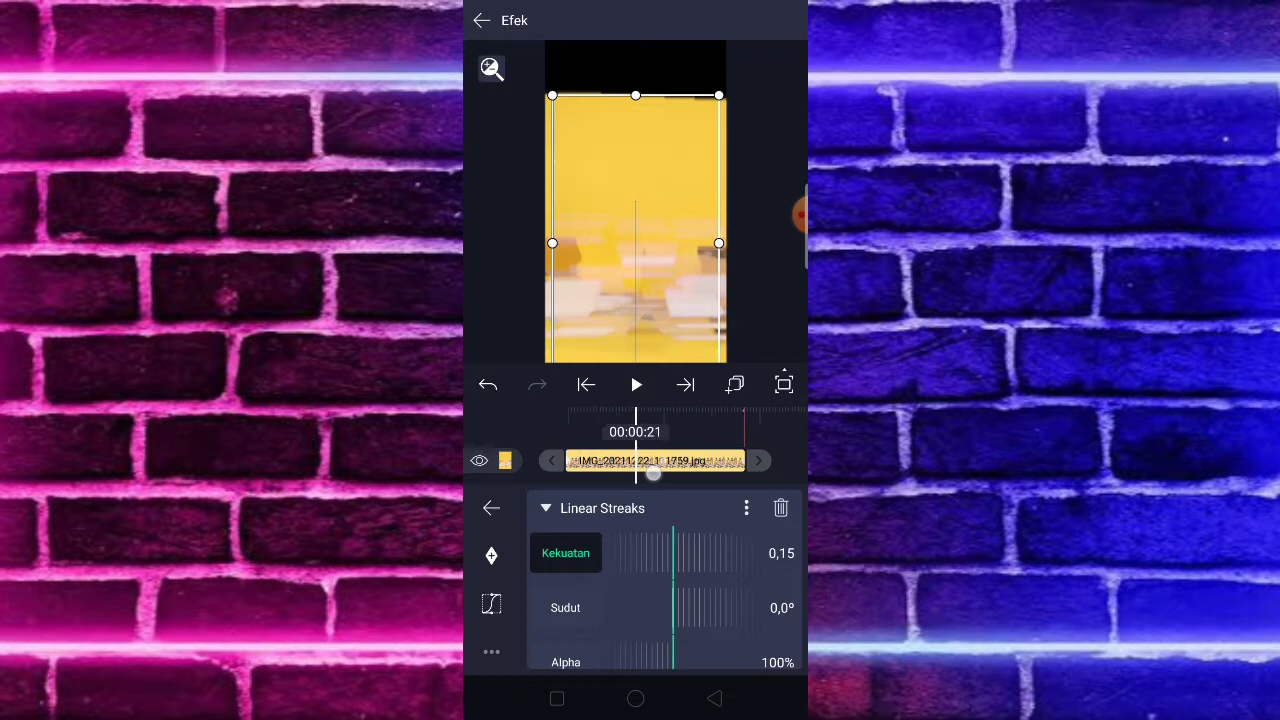 Efek
00:00:21
Linear Streaks
Kekuatan
0,15
Sudut
0,0°
Alpha
100%